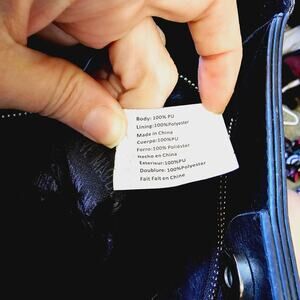 Body: 100% PU
Lining:100%Polyester
Made in China
Cuerpo:100%PU
Forro: 100% Poliéster
Hecho en China
Exterieur:100%PU
Doublure: 100%Polyester
Fait Fait en Chine